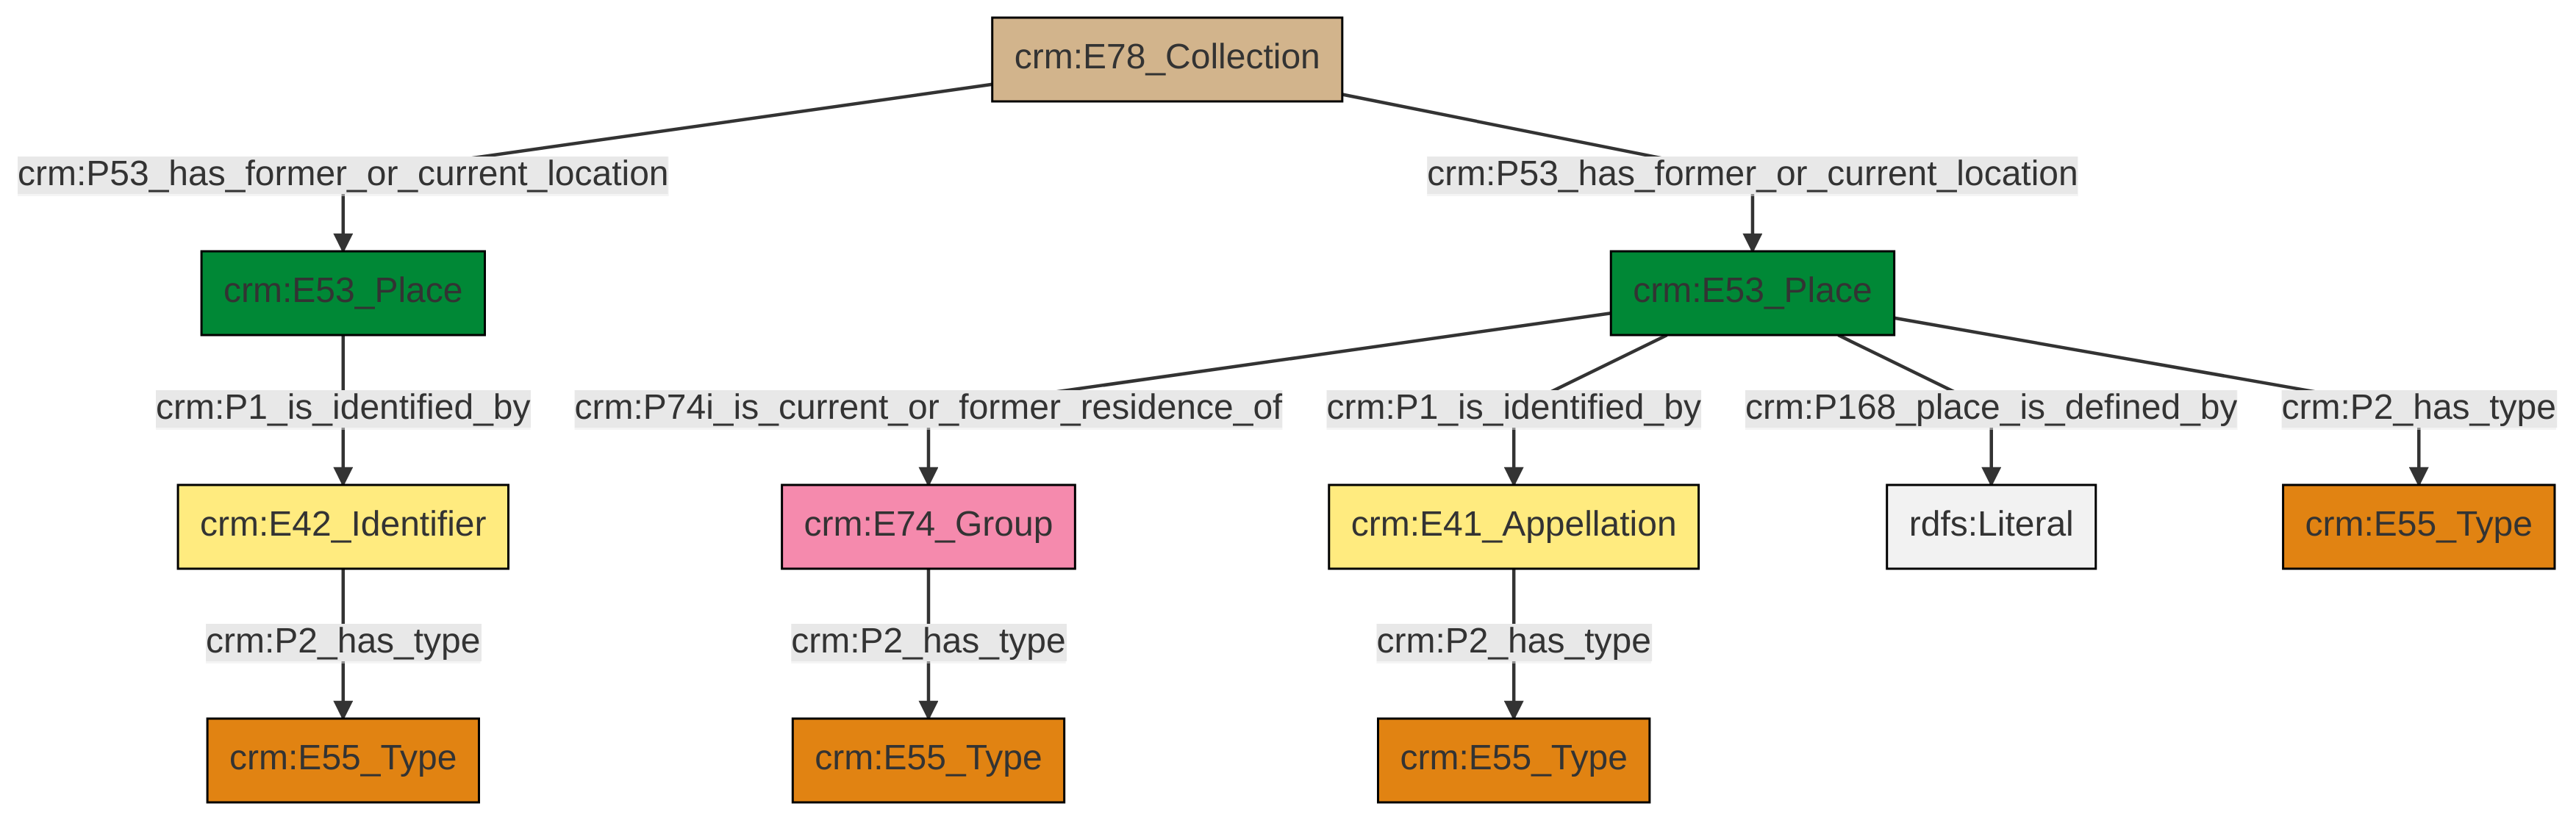 crm:E78_Collection
crm:P53_has_former_or_current_location
crm:P53_has_former_or_current_location
crm:E53_Place
crm:E53_Place
crm:P1_is_identified_by
crm:P74i_is_current_or_former_residence_of
crm:P1_is_identified_by
crm:P168_place_is_defined_by
crm:P2_has_type
crm:E42_Identifier
crm:E74_Group
crm:E41_Appellation
rdfs:Literal
crm:E55_Type
crm:P2_has_type
crm:P2_has_type
crm:P2_has_type
crm:E55_Type
crm:E55_Type
crm:E55_Type